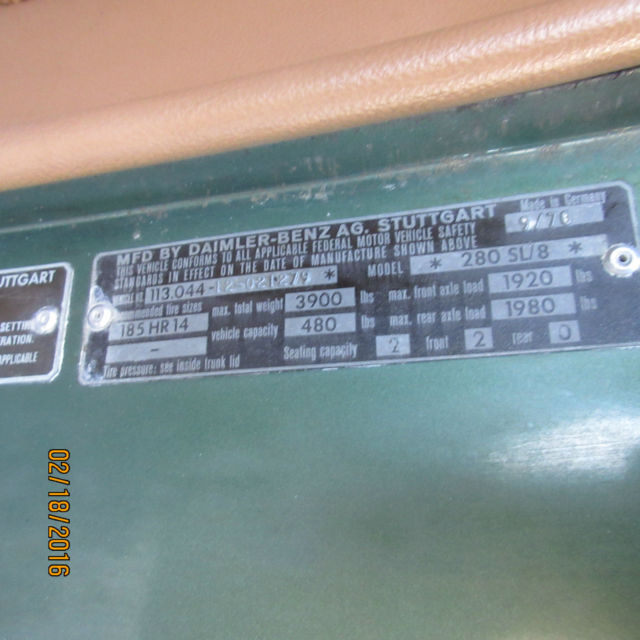 UTTGART
SETTIN
RATION.
APPLICABLE
MFD BY DAIMLER-BENZ AG. STUTTGART
Made in Germany
THIS VEHICLE CONFORMS TO ALL APPLICABLE FEDERAL MOTOR VEHICLE SAFETY
STANDARDS IN EFFECT ON THE DATE OF MANUFACTURE SHOWN ABOVE
9/70
113.044-12- * MODEL * 280 SL/8 *
tire sizes max. total weight 3900 lbs max. front axle load 1920 lbs
185 HR 14 vehicle capacity 480 lbs max. rear axle load 1980 lbs
- Seating capacity 2 front 2 rear 0
Tire pressure: see inside trunk lid
02/18/2016